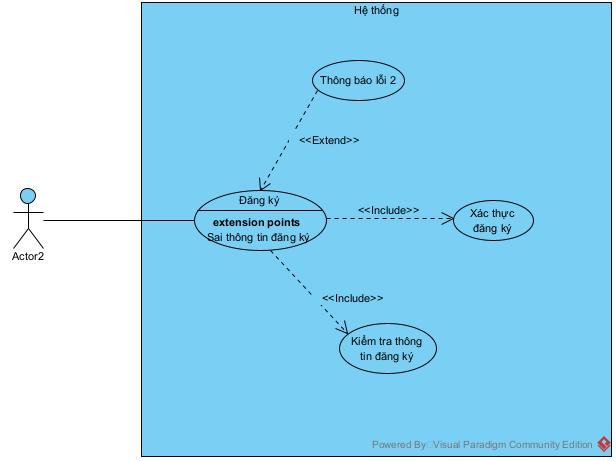 Hệ thống
Thông báo lỗi 2
<<Extend>>
Đăng ký
extension points
Sai thông tin đăng ký
<<Include>>
Xác thực
đăng ký
Actor2
<<Include>>
Kiểm tra thông
tin đăng ký
Powered By Visual Paradigm Community Edition